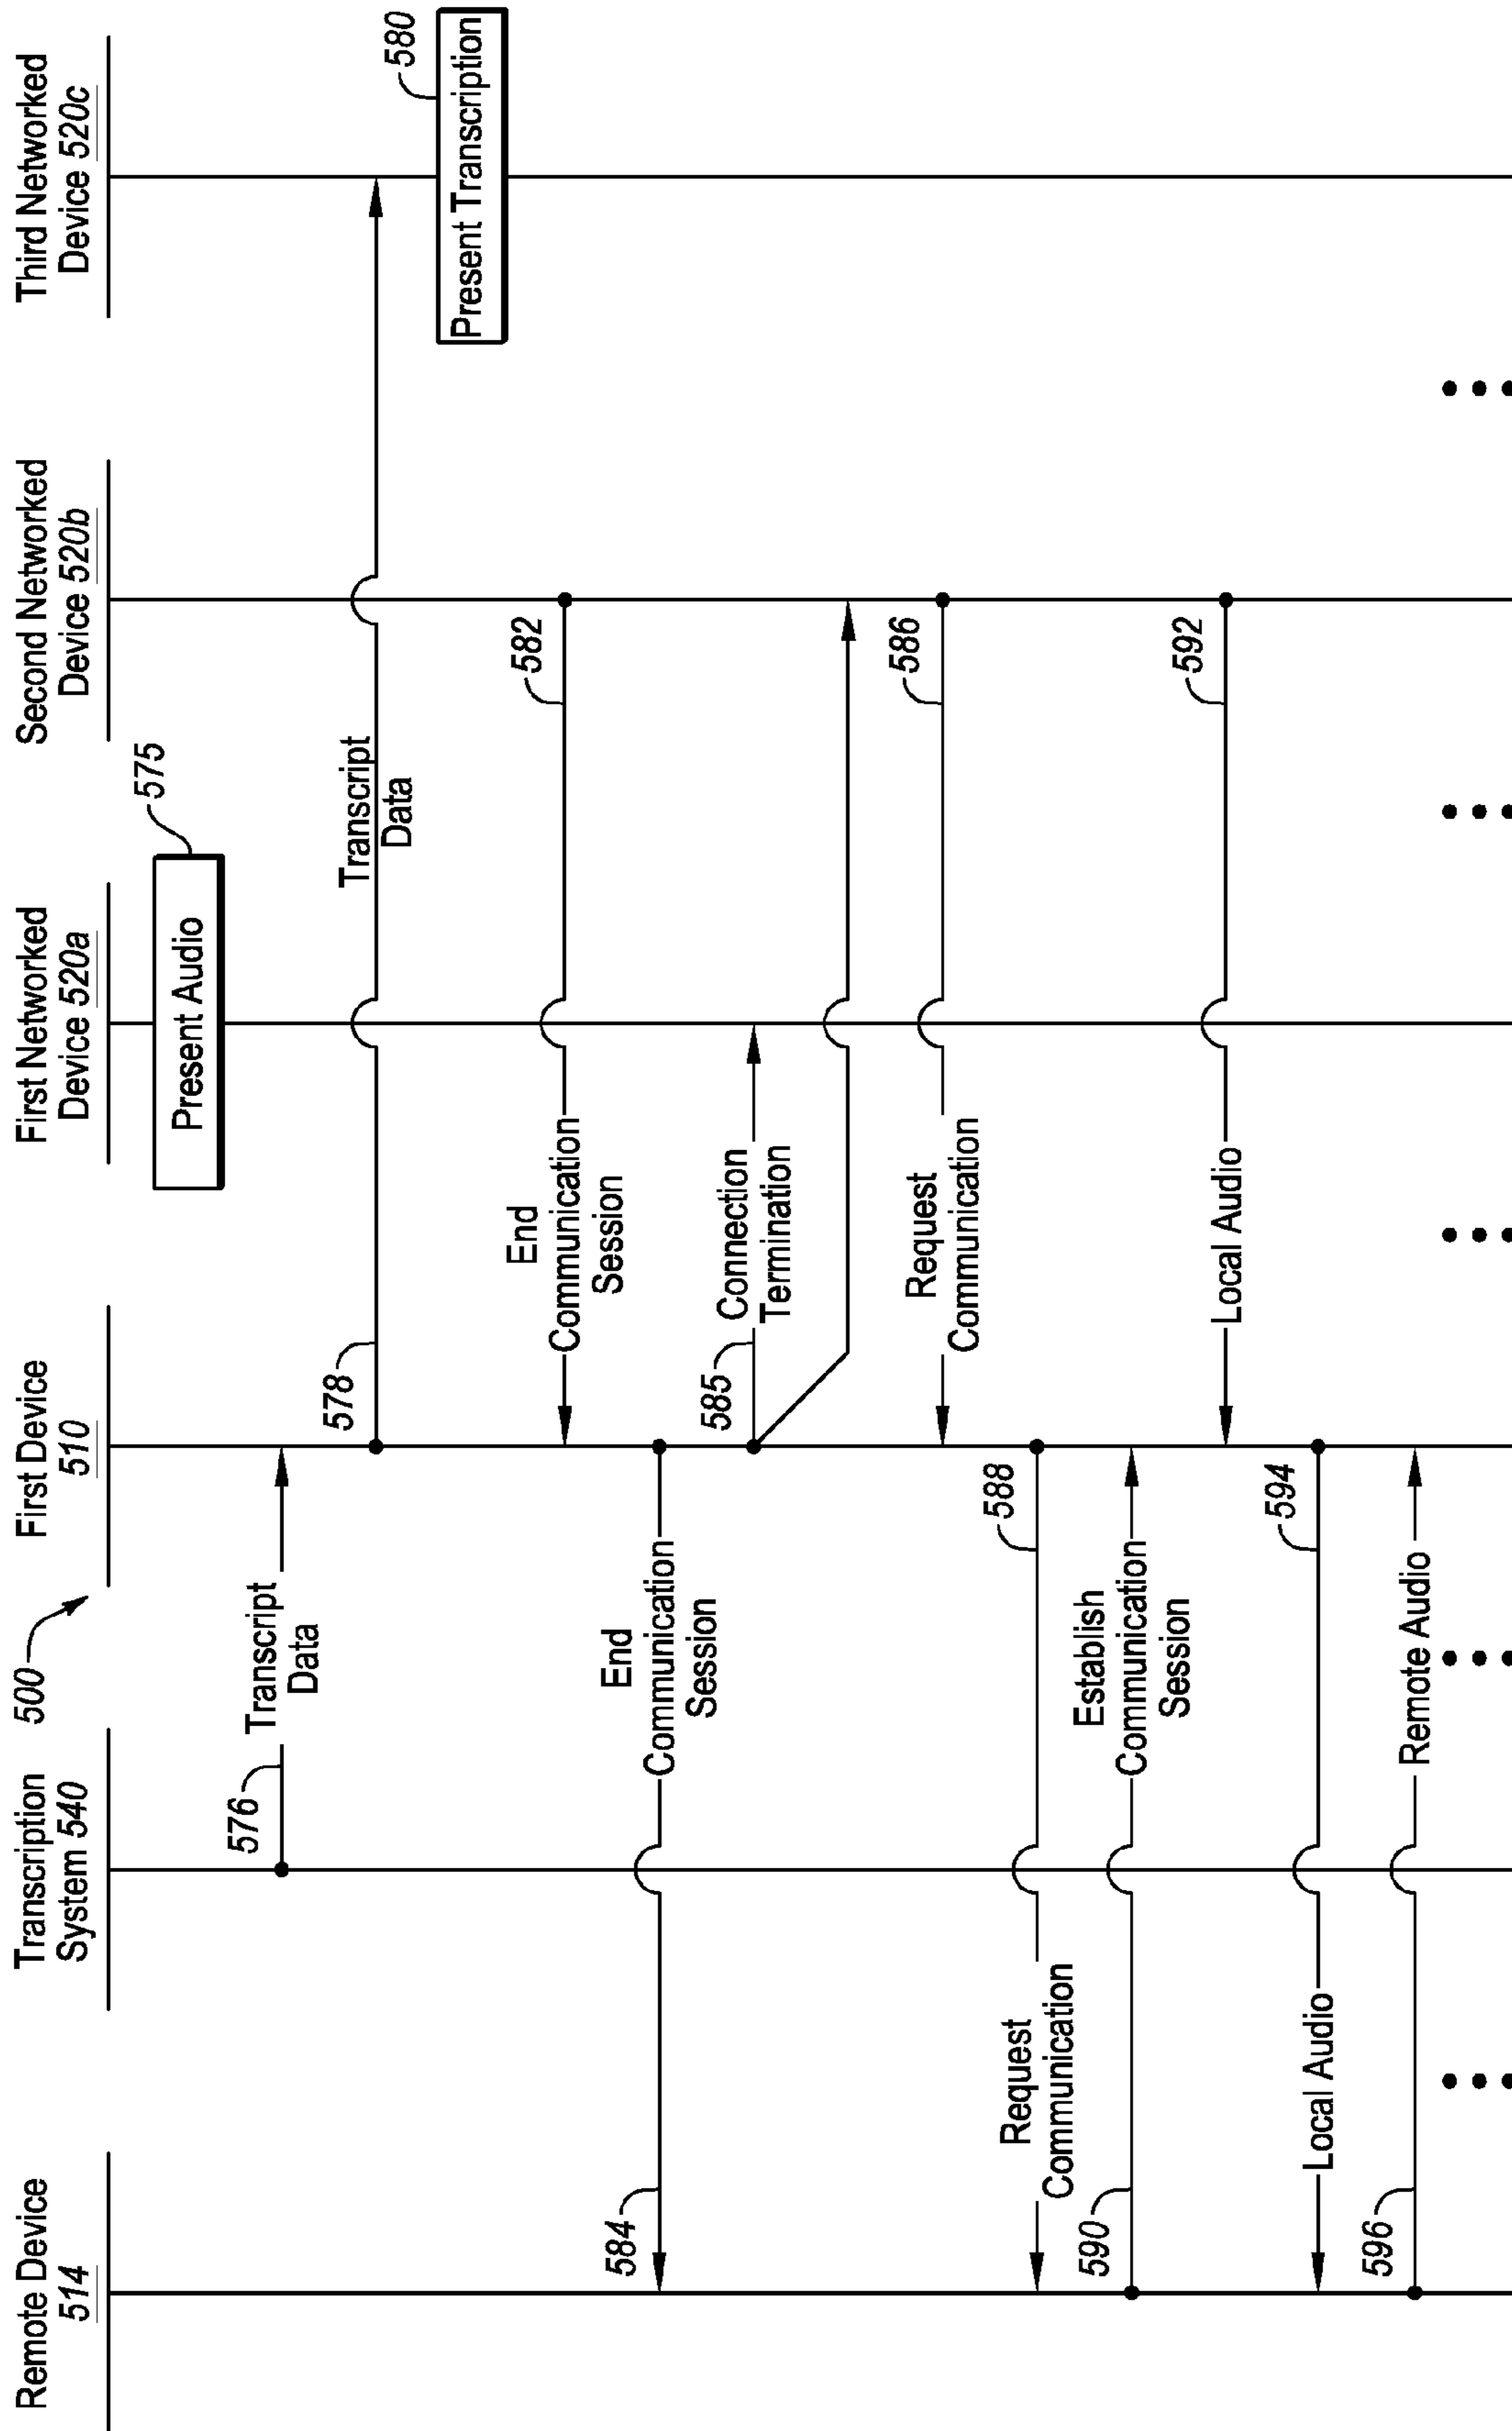 500
Remote Device
514
Transcription
System 540
First Device
510
First Networked
Device 520a
Second Networked
Device 520b
Third Networked
Device 520c
Present Audio
575
576
Transcript
Data
578
Transcript
Data
580
Present Transcription
582
End
Communication
Session
584
End
Communication
Session
585
Connection
Termination
586
Request
Communication
588
Request
Communication
590
Establish
Communication
Session
592
Local Audio
594
Local Audio
596
Remote Audio